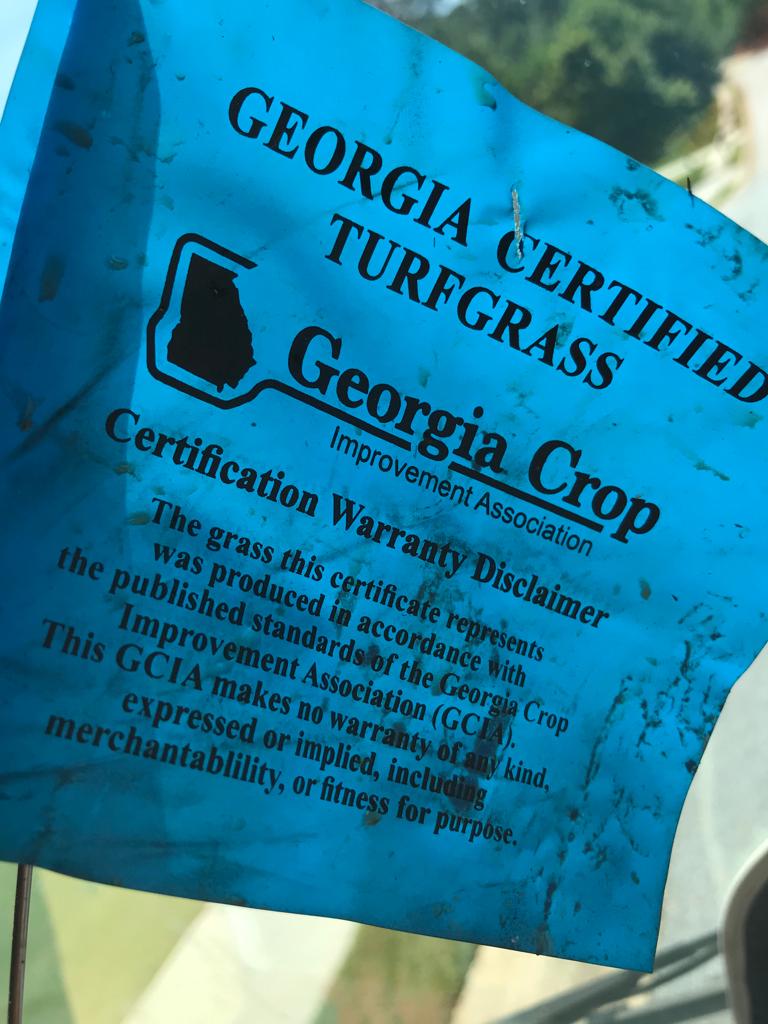 GEORGIA CERTIFIED
TURFGRASS
Georgia Crop
Improvement Association
Certification Warranty Disclaimer
The grass this certificate represents
was produced in accordance with
the published standards of the Georgia Crop
Improvement Association (GCIA).
This GCIA makes no warranty of any kind,
expressed or implied, including
merchantablility, or fitness for purpose.